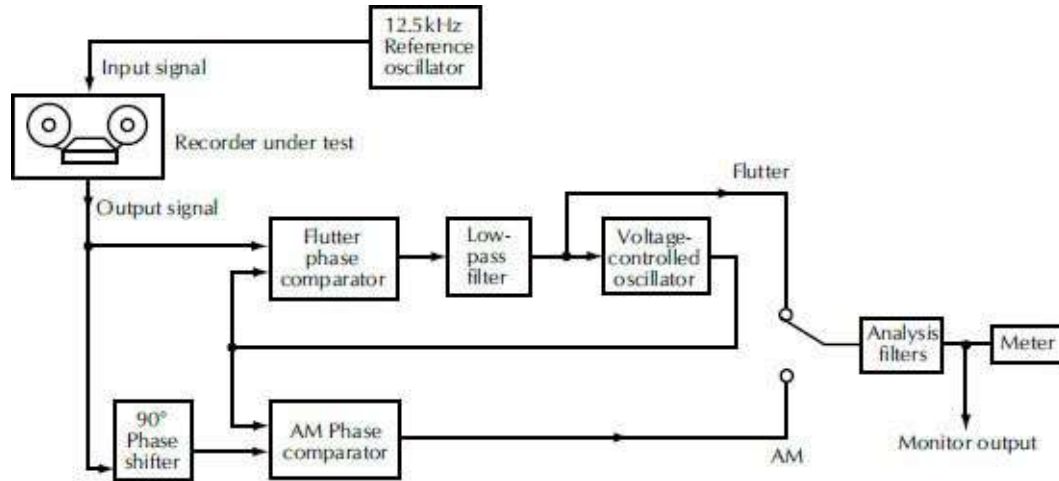 12.5kHz
Reference
oscillator
Input signal
Recorder under test
Output signal
Flutter
Flutter
phase
comparator
Low-
pass
filter
Voltage-
controlled
oscillator
Analysis
filters
Meter
90°
Phase
shifter
AM Phase
comparator
AM
Monitor output